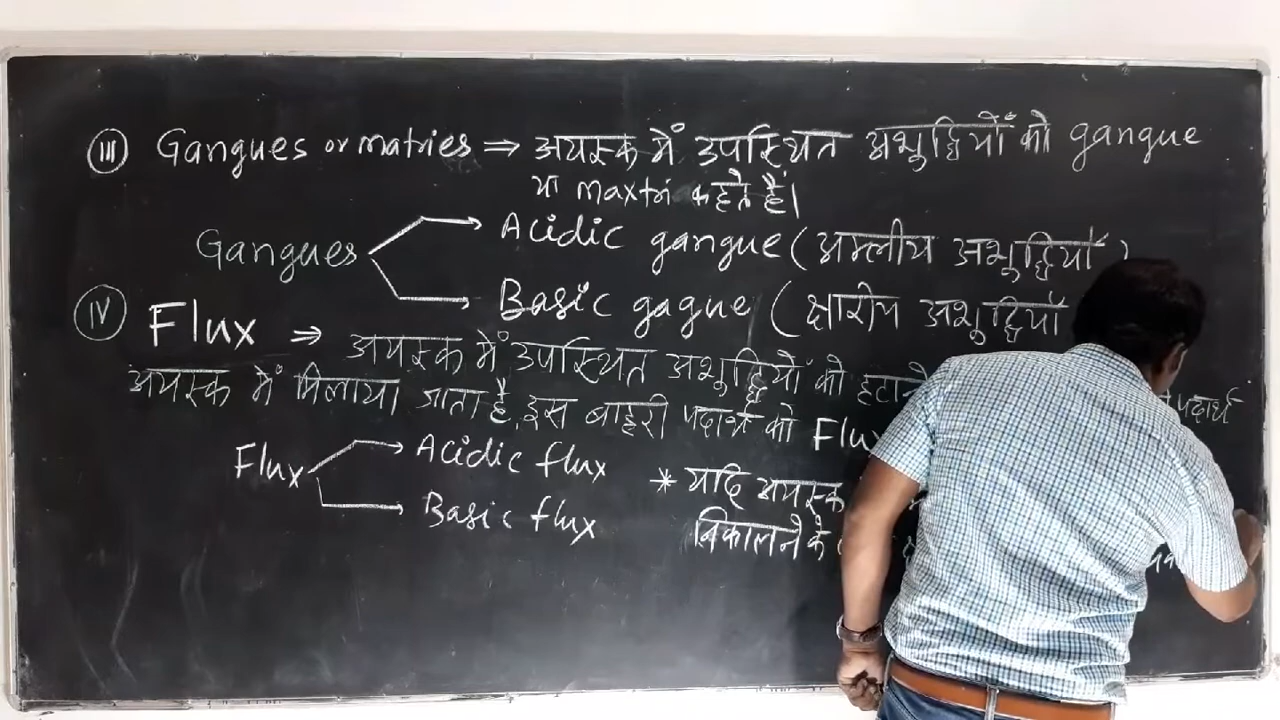 (iii) Gangues or matries ⇒ अयस्क में उपस्थित अशुद्धियों को gangue
या maxtri कहते हैं।
Gangues → Acidic gangue (अम्लीय अशुद्धियाँ)
→ Basic gague (क्षारीय अशुद्धियाँ
(iv) Flux ⇒ अयस्क में उपस्थित अशुद्धियों को हटाने पदार्थ
अयस्क में मिलाया जाता है, इस बाहरी पदार्थ को Flux
Flux → Acidic flux
→ Basic flux
* यदि अयस्क
निकालने के